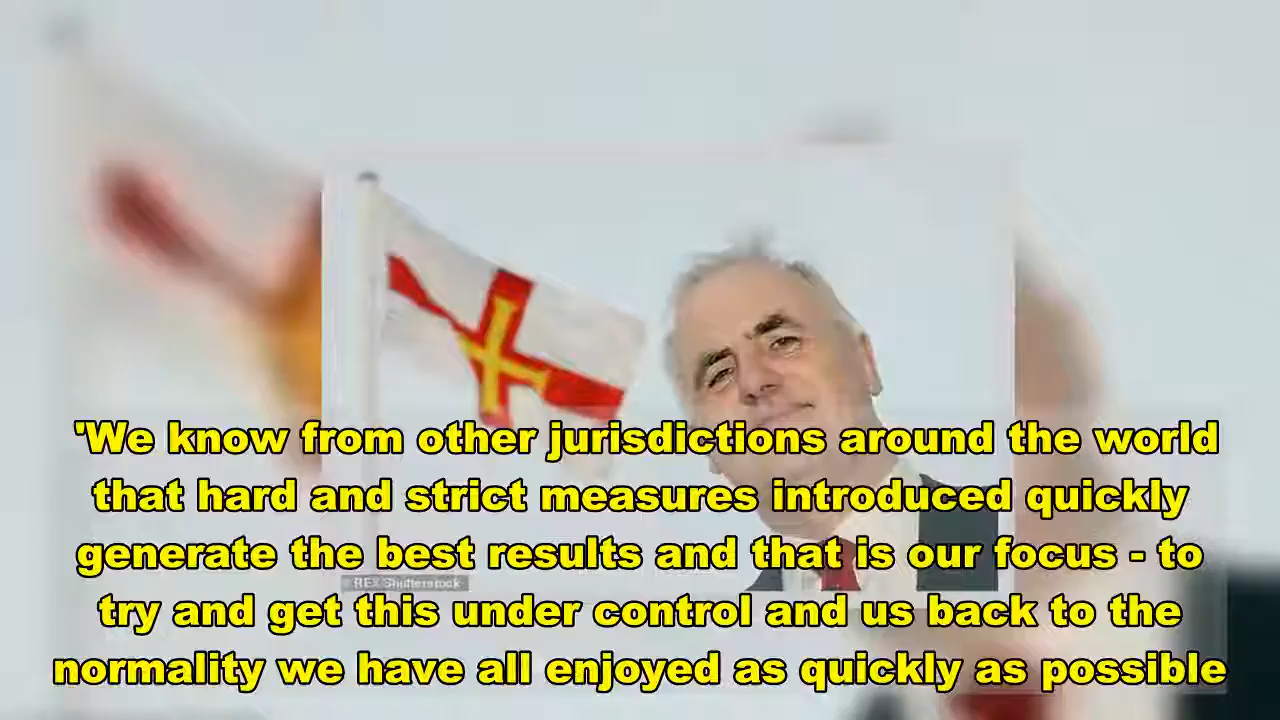 'We know from other jurisdictions around the world
that hard and strict measures introduced quickly
generate the best results and that is our focus - to
© REX/Shutterstock
try and get this under control and us back to the
normality we have all enjoyed as quickly as possible